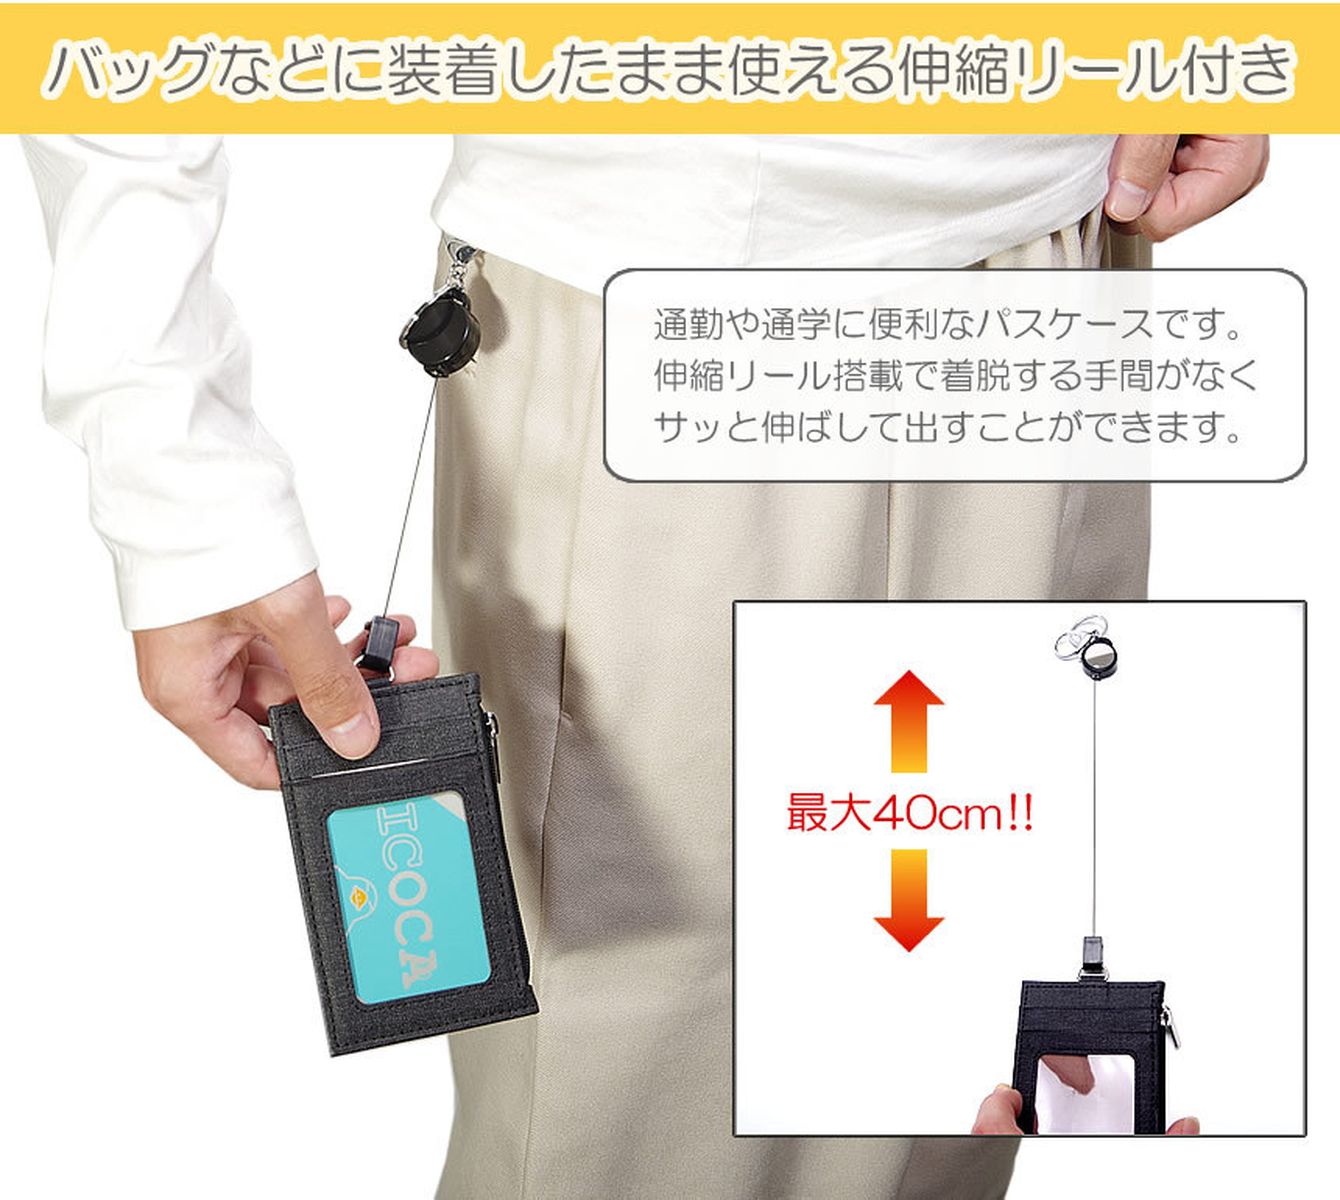 バッグなどに装着したまま使える伸縮リール付き
通勤や通学に便利なパスケースです。
伸縮リール搭載で着脱する手間がなく
サッと伸ばして出すことができます。
最大40cm!!
ICOCA